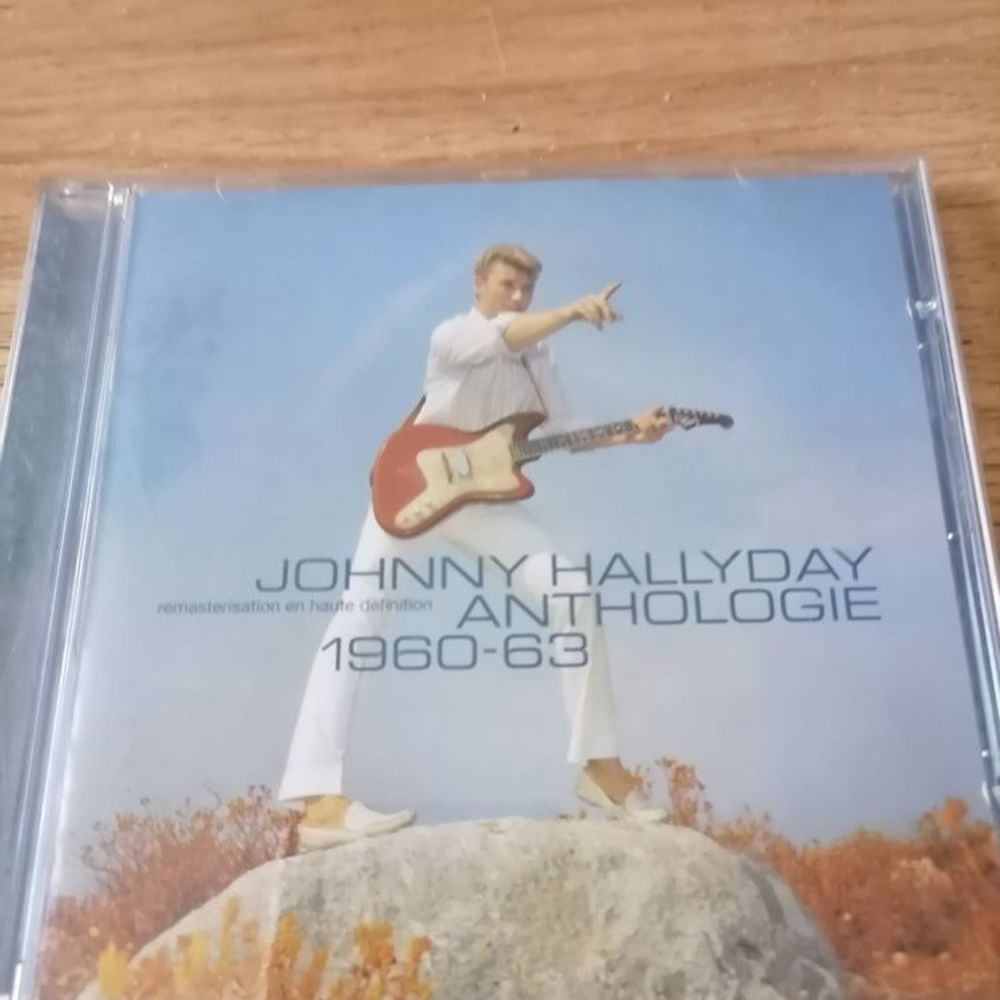 JOHNNY HALLYDAY
remasterisation en haute définition ANTHOLOGIE
1960-63